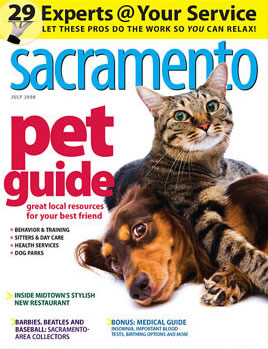 29 Experts @ Your Service
LET THESE PROS DO THE WORK SO YOU CAN RELAX!
sacramento
JULY 2008
pet
guide
great local resources
for your best friend
• BEHAVIOR & TRAINING
• SITTERS & DAY CARE
• HEALTH SERVICES
• DOG PARKS
INSIDE MIDTOWN'S STYLISH
NEW RESTAURANT
BARBIES, BEATLES AND
BASEBALL: SACRAMENTO-
AREA COLLECTORS
BONUS: MEDICAL GUIDE
INSOMNIA, IMPORTANT BLOOD
TESTS, BIRTHING OPTIONS AND MORE